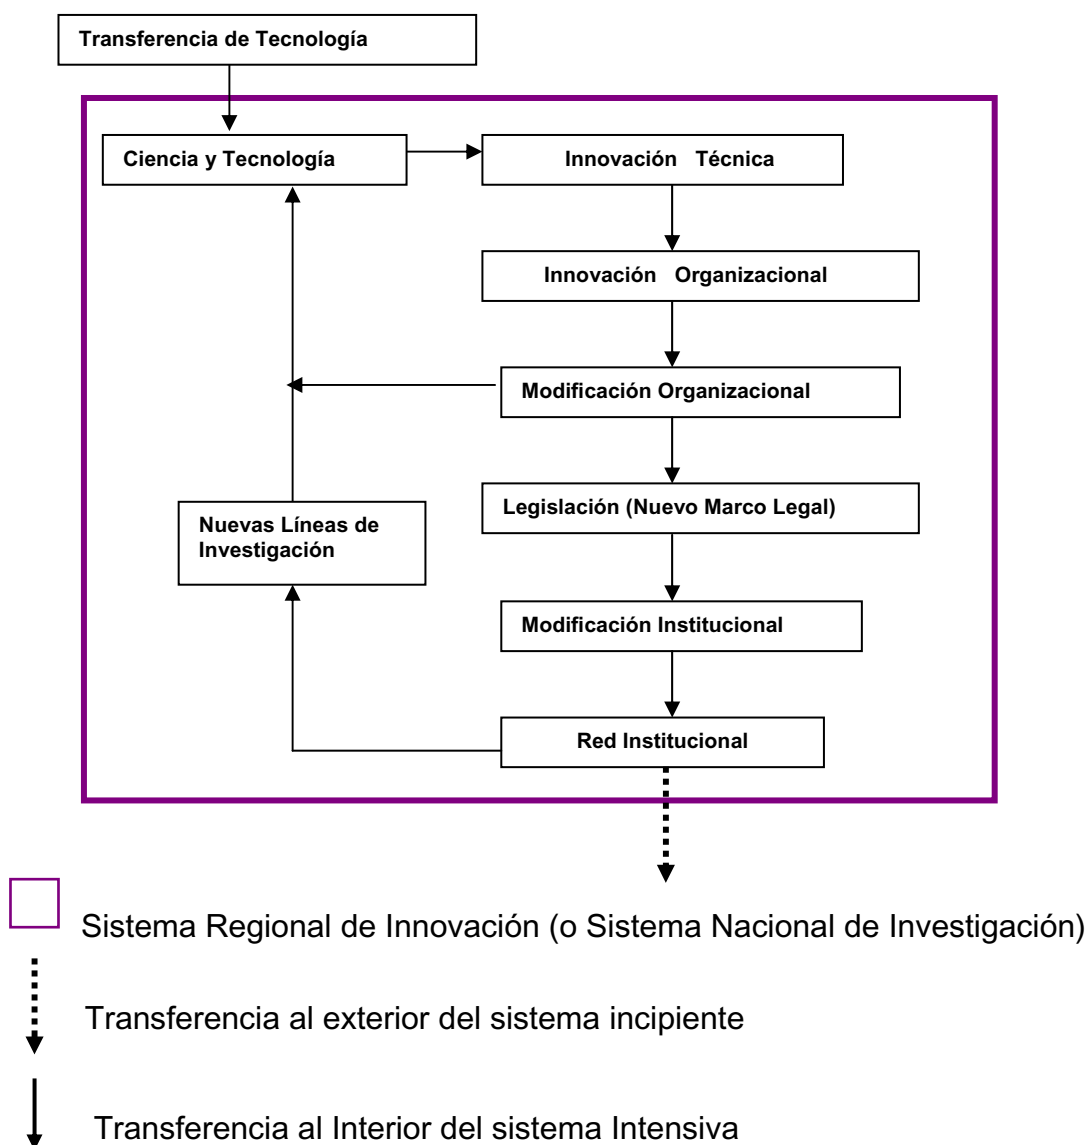 Transferencia de Tecnología
Ciencia y Tecnología
Innovación Técnica
Innovación Organizacional
Modificación Organizacional
Legislación (Nuevo Marco Legal)
Nuevas Líneas de
Investigación
Modificación Institucional
Red Institucional
Sistema Regional de Innovación (o Sistema Nacional de Investigación)
Transferencia al exterior del sistema incipiente
Transferencia al Interior del sistema Intensiva